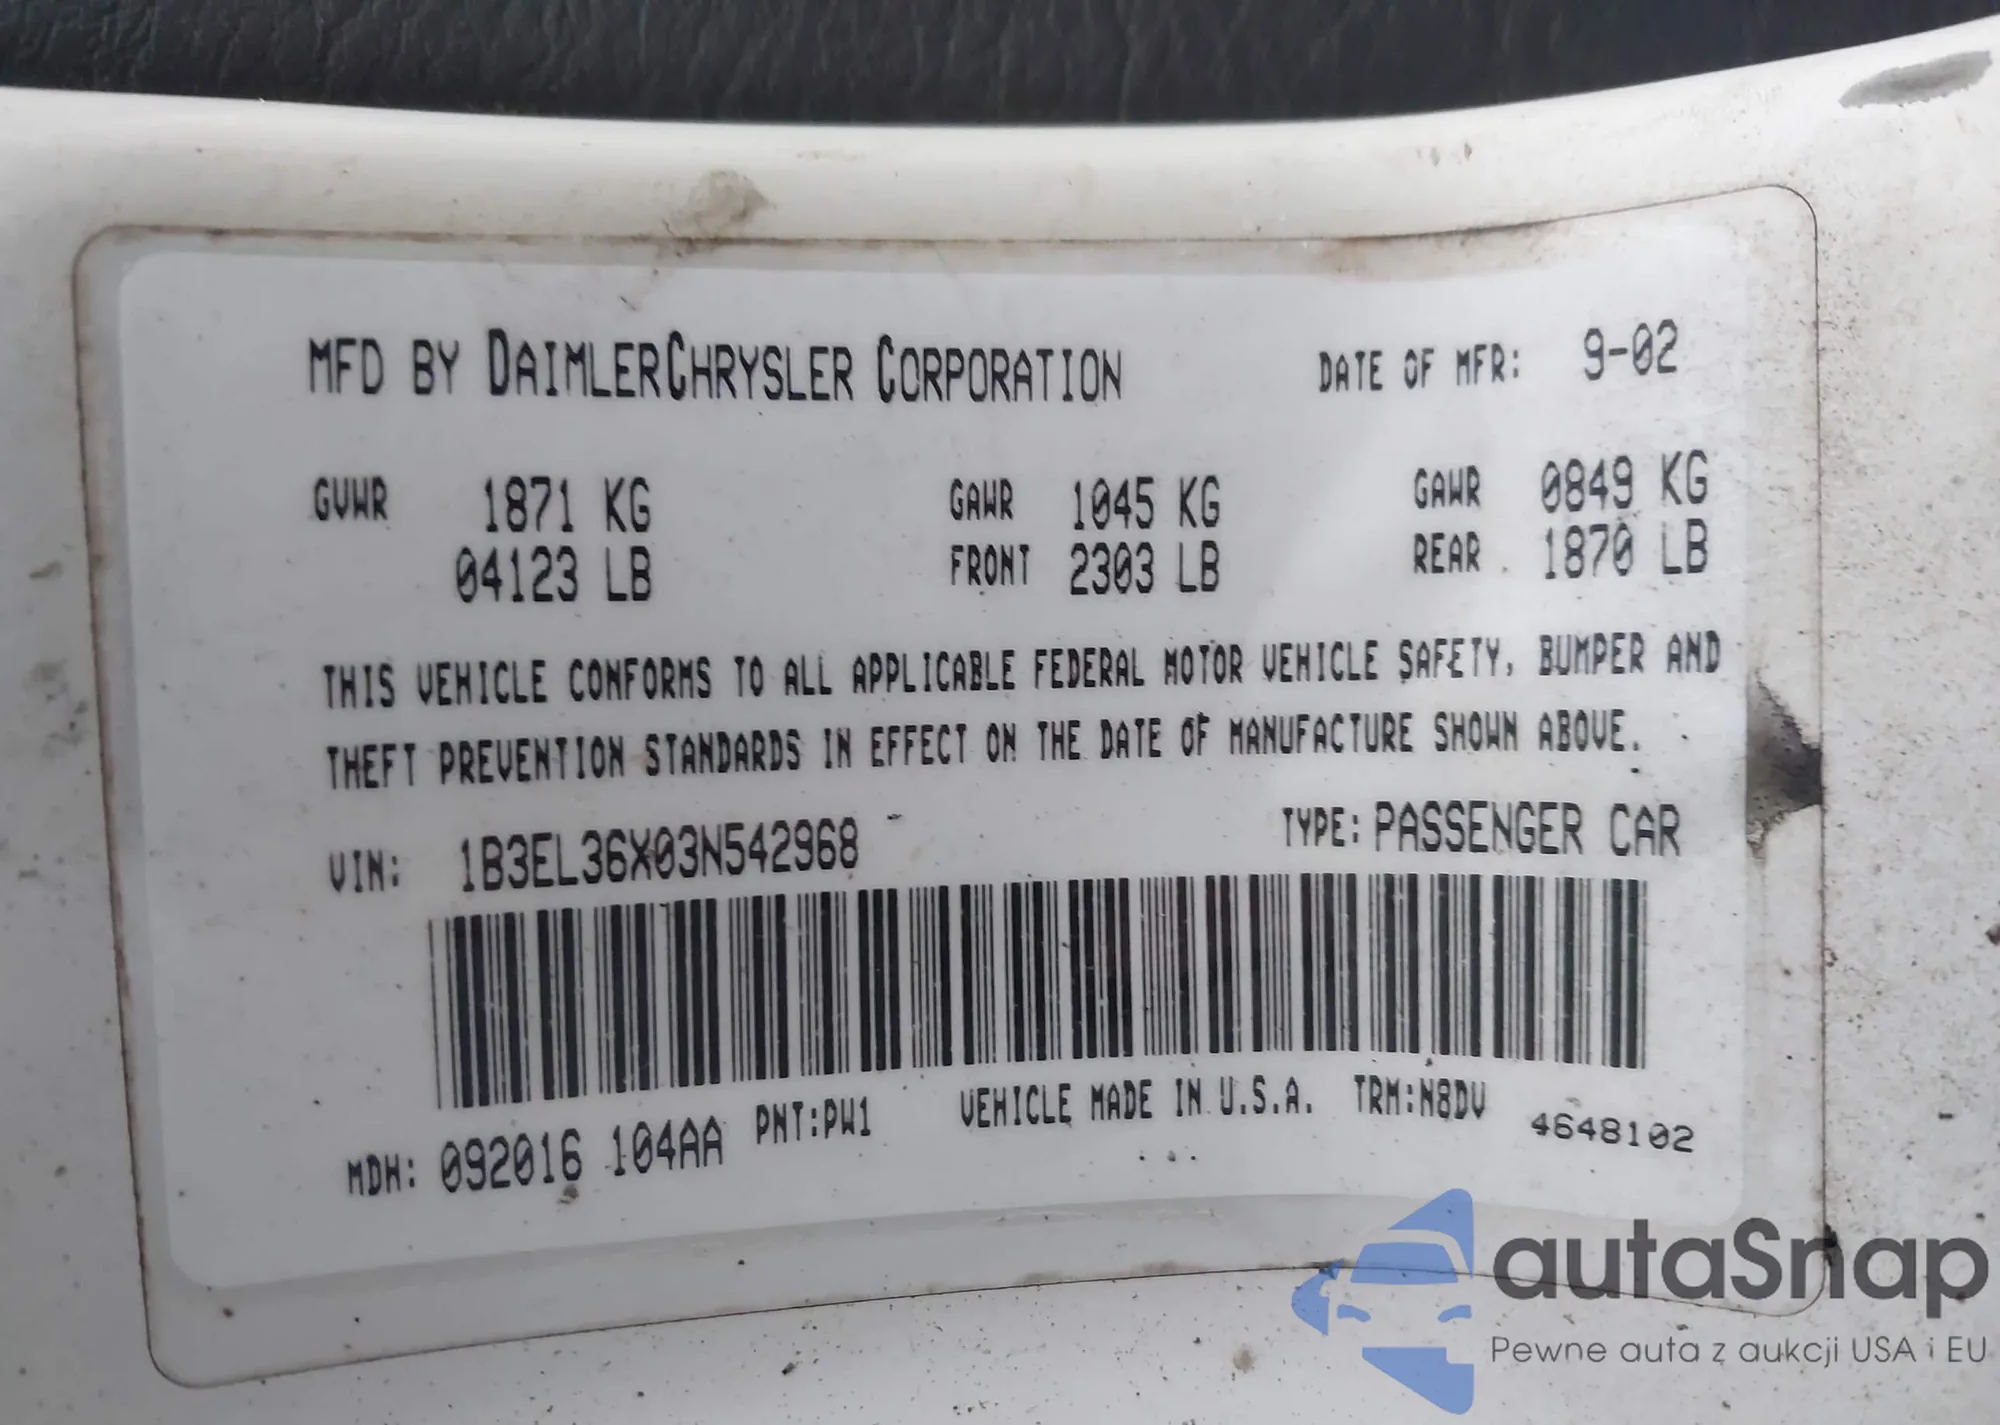 MFD BY DAIMLERCHRYSLER CORPORATION DATE OF MFR: 9-02
GVWR 1871 KG GAWR 1045 KG GAWR 0849 KG
04123 LB FRONT 2303 LB REAR 1870 LB
THIS VEHICLE CONFORMS TO ALL APPLICABLE FEDERAL MOTOR VEHICLE SAFETY, BUMPER AND
THEFT PREVENTION STANDARDS IN EFFECT ON THE DATE OF MANUFACTURE SHOWN ABOVE.
VIN: 1B3EL36X03N542968 TYPE: PASSENGER CAR
MDH: 092016 104AA PNT:PW1 VEHICLE MADE IN U.S.A. TRM:N8DV 4648102
autaSnap
Pewne auta z aukcji USA i EU